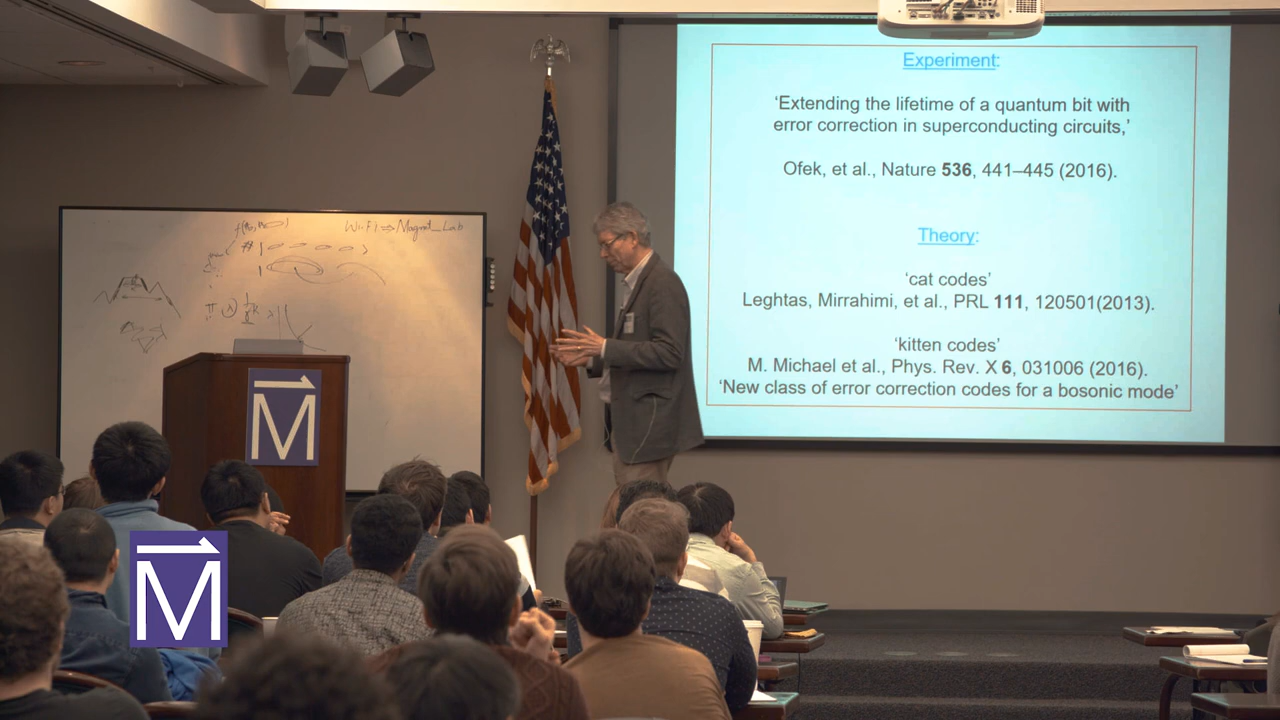 Experiment:
‘Extending the lifetime of a quantum bit with
error correction in superconducting circuits,’
Ofek, et al., Nature 536, 441–445 (2016).
Theory:
‘cat codes’
Leghtas, Mirrahimi, et al., PRL 111, 120501(2013).
‘kitten codes’
M. Michael et al., Phys. Rev. X 6, 031006 (2016).
‘New class of error correction codes for a bosonic mode’
Wi-Fi ⇒ Magnet_Lab
M
M